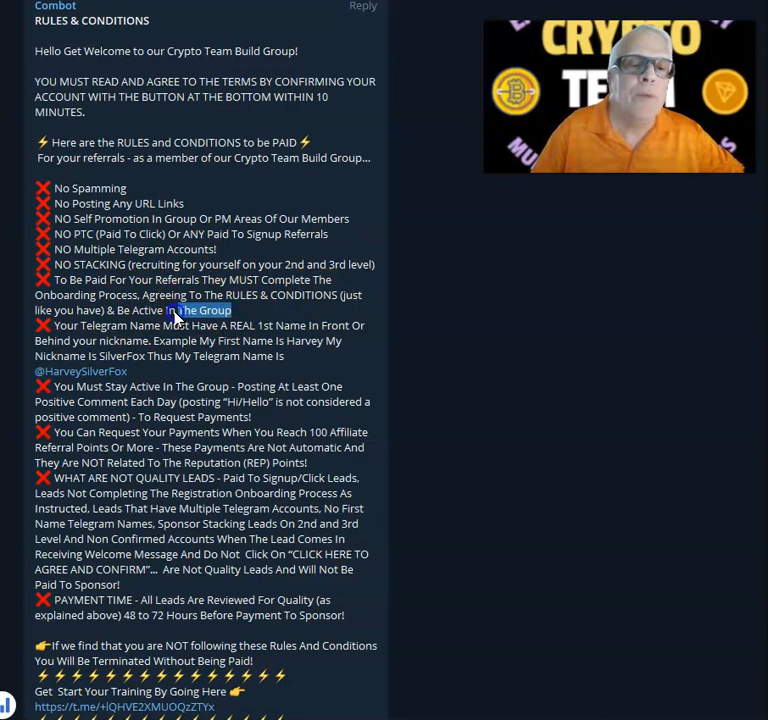 Combot
Reply
RULES & CONDITIONS
Hello Get Welcome to our Crypto Team Build Group!
YOU MUST READ AND AGREE TO THE TERMS BY CONFIRMING YOUR
ACCOUNT WITH THE BUTTON AT THE BOTTOM WITHIN 10
MINUTES.
⚡Here are the RULES and CONDITIONS to be PAID⚡
For your referrals - as a member of our Crypto Team Build Group...
❌ No Spamming
❌ No Posting Any URL Links
❌ NO Self Promotion In Group Or PM Areas Of Our Members
❌ NO PTC (Paid To Click) Or ANY Paid To Signup Referrals
❌ NO Multiple Telegram Accounts!
❌ NO STACKING (recruiting for yourself on your 2nd and 3rd level)
❌ To Be Paid For Your Referrals They MUST Complete The
Onboarding Process, Agreeing To The RULES & CONDITIONS (just
like you have) & Be Active In The Group
❌ Your Telegram Name Must Have A REAL 1st Name In Front Or
Behind your nickname. Example My First Name Is Harvey My
Nickname Is SilverFox Thus My Telegram Name Is
@HarveySilverFox
❌ You Must Stay Active In The Group - Posting At Least One
Positive Comment Each Day (posting “Hi/Hello” is not considered a
positive comment) - To Request Payments!
❌ You Can Request Your Payments When You Reach 100 Affiliate
Referral Points Or More - These Payments Are Not Automatic And
They Are NOT Related To The Reputation (REP) Points!
❌ WHAT ARE NOT QUALITY LEADS - Paid To Signup/Click Leads,
Leads Not Completing The Registration Onboarding Process As
Instructed, Leads That Have Multiple Telegram Accounts, No First
Name Telegram Names, Sponsor Stacking Leads On 2nd and 3rd
Level And Non Confirmed Accounts When The Lead Comes In
Receiving Welcome Message And Do Not Click On “CLICK HERE TO
AGREE AND CONFIRM”... Are Not Quality Leads And Will Not Be
Paid To Sponsor!
❌ PAYMENT TIME - All Leads Are Reviewed For Quality (as
explained above) 48 to 72 Hours Before Payment To Sponsor!
👉If we find that you are NOT following these Rules And Conditions
You Will Be Terminated Without Being Paid!
⚡⚡⚡⚡⚡⚡⚡⚡⚡⚡⚡⚡⚡⚡⚡⚡
Get Start Your Training By Going Here 👉
https://t.me/+lQHVE2XMUOQzZTYx
CRYPTO
TEAM